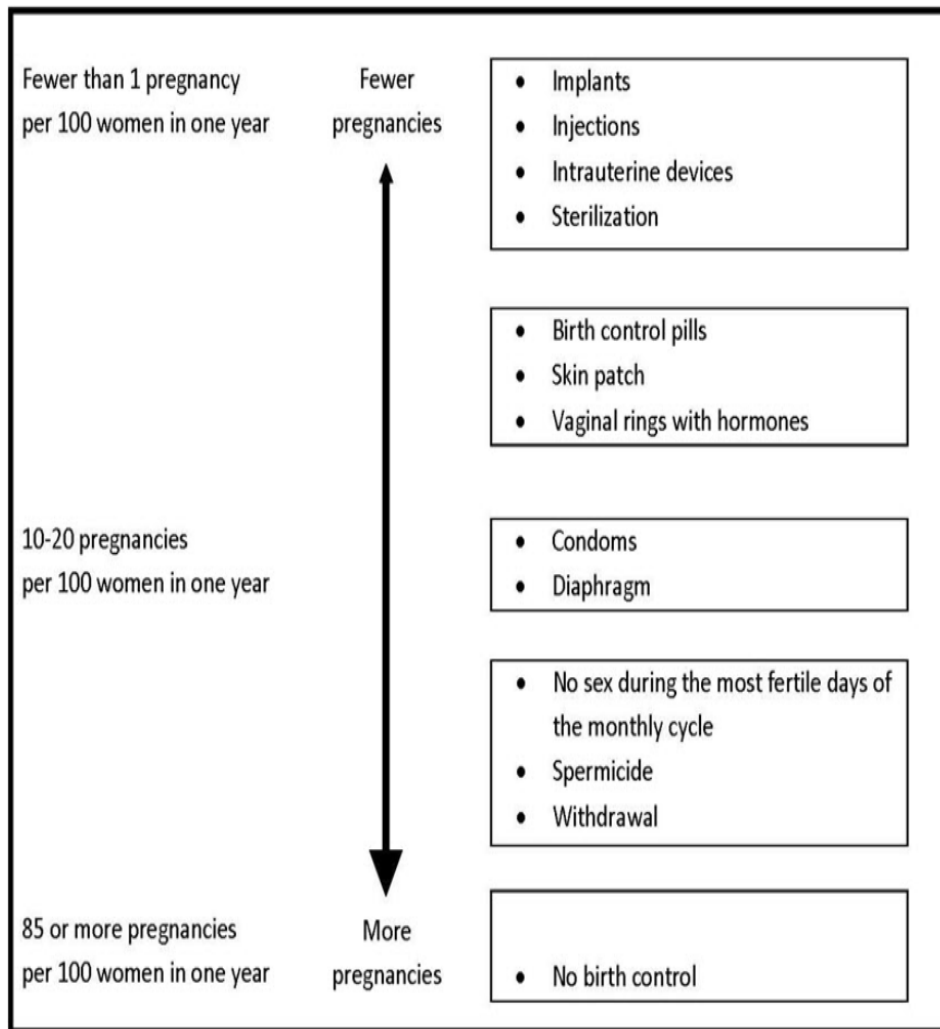 Fewer than 1 pregnancy
per 100 women in one year
Fewer
pregnancies
• Implants
• Injections
• Intrauterine devices
• Sterilization
• Birth control pills
• Skin patch
• Vaginal rings with hormones
10-20 pregnancies
per 100 women in one year
• Condoms
• Diaphragm
• No sex during the most fertile days of
the monthly cycle
• Spermicide
• Withdrawal
85 or more pregnancies
per 100 women in one year
More
pregnancies
• No birth control